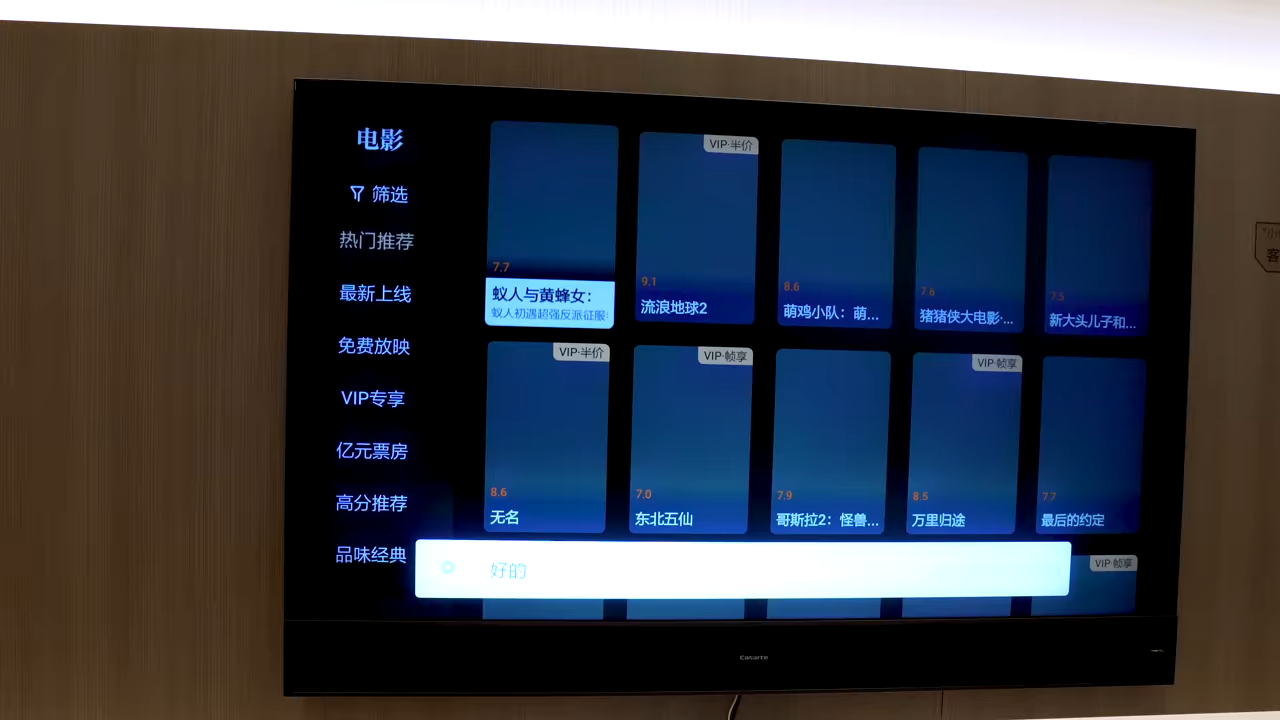 电影
筛选
热门推荐
最新上线
免费放映
VIP专享
亿元票房
高分推荐
品味经典
7.7
蚁人与黄蜂女：
蚁人初遇超强反派征服
VIP·半价
9.1
流浪地球2
8.6
萌鸡小队：萌...
7.6
猪猪侠大电影·...
7.5
新大头儿子和...
VIP·半价
8.6
无名
VIP·帧享
7.0
东北五仙
7.9
哥斯拉2：怪兽...
VIP·帧享
8.5
万里归途
7.7
最后的约定
VIP·帧享
好的
Casarte
客